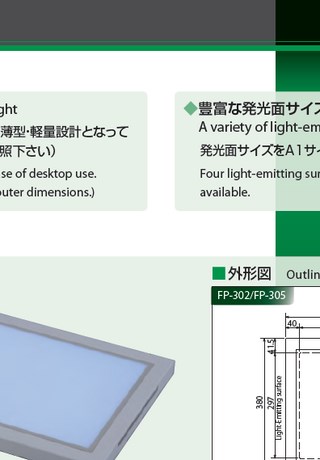 ght
薄型・軽量設計となって
照下さい）
se of desktop use.
outer dimensions.)
◆豊富な発光面サイズ
A variety of light-em
発光面サイズをA1サイ
Four light-emitting sur
available.
■外形図 Outlin
FP-302/FP-305
40
41.5
380
297
Light-Emitting surface